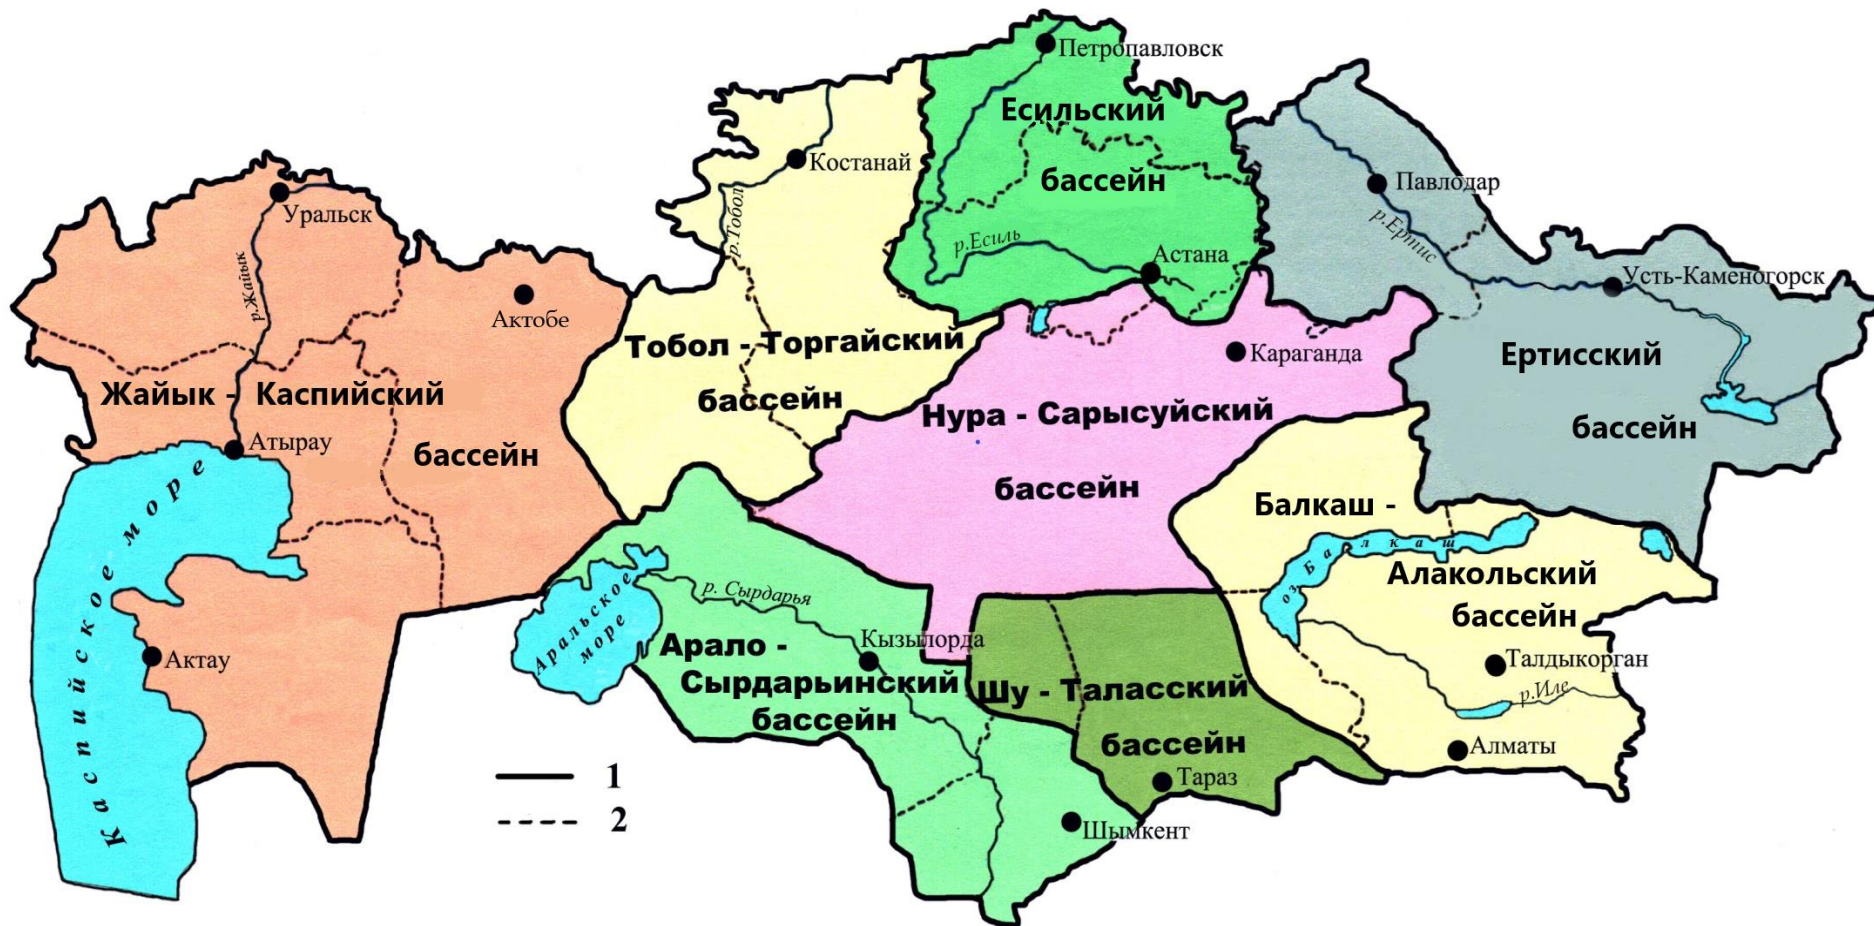 Петропавловск
Есильский
бассейн
Костанай
Павлодар
р.Ертис
Уральск
р.Жайык
р.Тобол
р.Есиль
Астана
Усть-Каменогорск
Актобе
Тобол - Торгайский
бассейн
Караганда
Ертисский
бассейн
Жайык - Каспийский
бассейн
Нура - Сарысуйский
бассейн
Атырау
Каспийское море
Балкаш -
Алакольский
бассейн
оз Балкаш
р. Сырдарья
Аральское
море
Кызылорда
Арало -
Сырдарьинский
бассейн
Актау
Талдыкорган
р.Иле
Шу - Таласский
бассейн
Алматы
Тараз
Шымкент
1
2